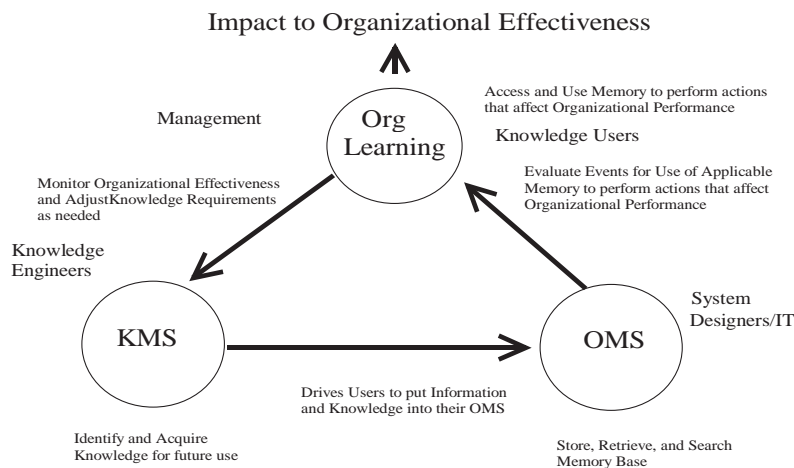 Impact to Organizational Effectiveness
Access and Use Memory to perform actions
that affect Organizational Performance
Management
Org
Learning
Knowledge Users
Evaluate Events for Use of Applicable
Memory to perform actions that affect
Organizational Performance
Monitor Organizational Effectiveness
and AdjustKnowledge Requirements
as needed
Knowledge
Engineers
System
Designers/IT
KMS
OMS
Drives Users to put Information
and Knowledge into their OMS
Identify and Acquire
Knowledge for future use
Store, Retrieve, and Search
Memory Base